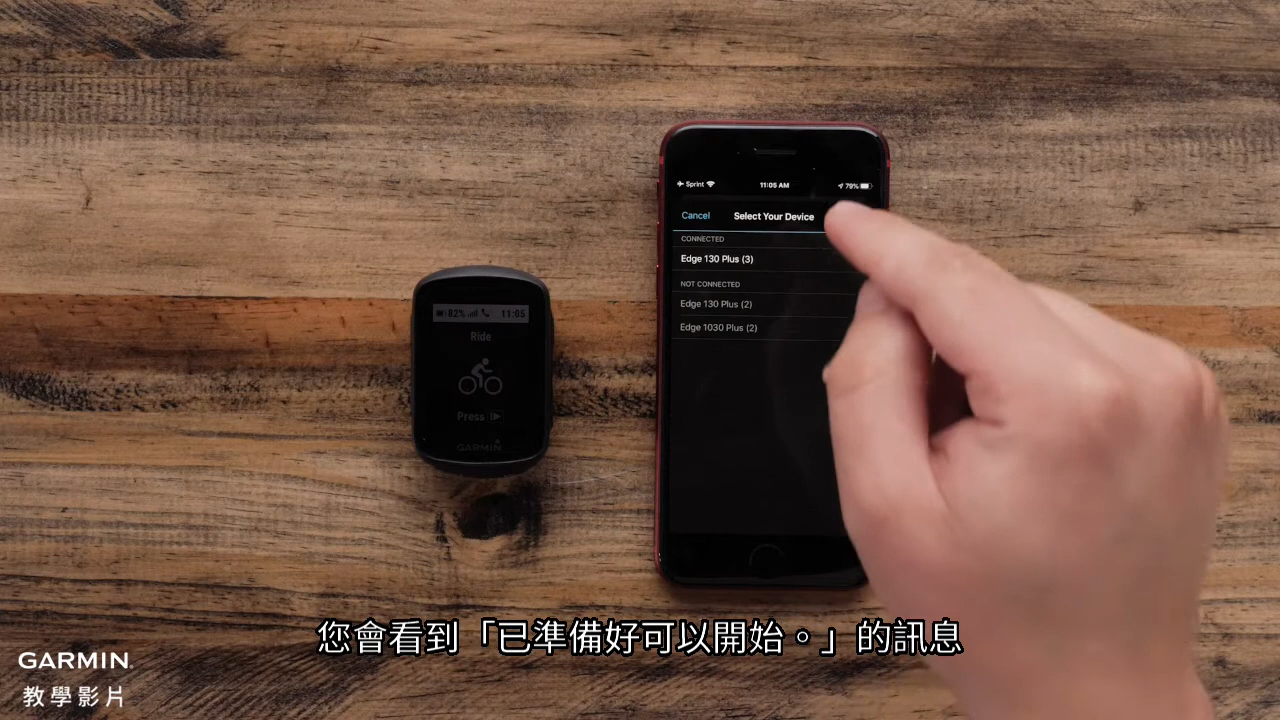 Sprint
11:05 AM
79%
Cancel
Select Your Device
CONNECTED
Edge 130 Plus (3)
NOT CONNECTED
Edge 130 Plus (2)
Edge 1030 Plus (2)
82%
11:05
Ride
Press
GARMIN
您會看到「已準備好可以開始。」的訊息
GARMIN.
教學影片